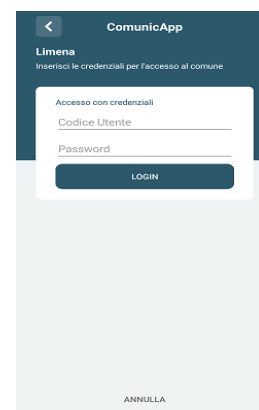 ComunicApp
Limena
Inserisci le credenziali per l'accesso al comune
Accesso con credenziali
Codice Utente
Password
LOGIN
ANNULLA